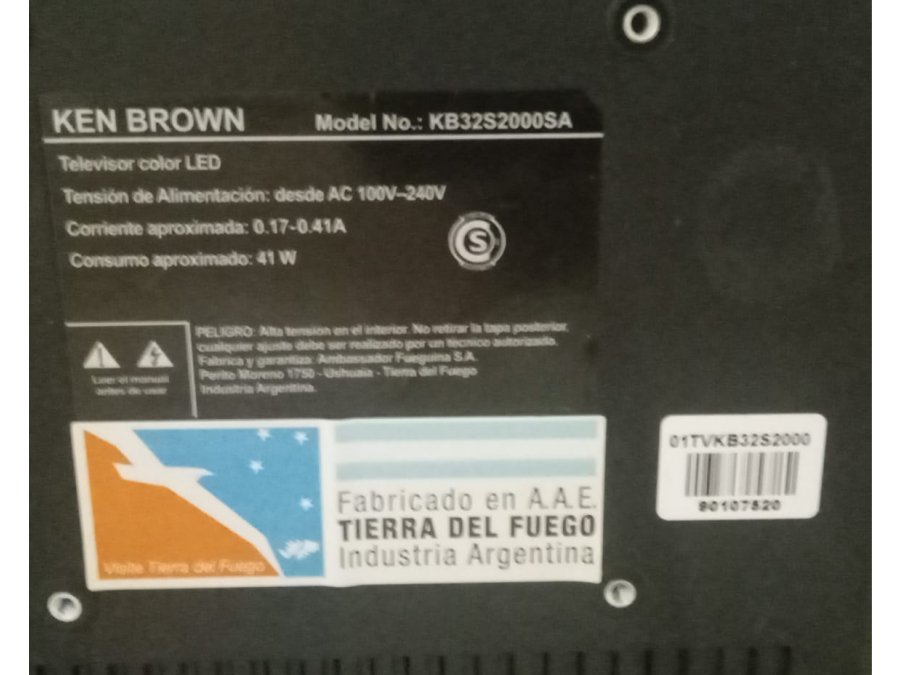 KEN BROWN Model No.: KB32S2000SA
Televisor color LED
Tensión de Alimentación: desde AC 100V–240V
Corriente aproximada: 0.17-0.41A
Consumo aproximado: 41 W
S
PELIGRO: Alta tension en el interior. No retirar la tapa posterior,
cualquier ajuste debe ser realizado por un técnico autorizado.
Fabrica y garantiza: Ambassador Fueguina S.A.
Perito Moreno 1750 - Ushuaia - Tierra del Fuego
Industria Argentina.
Leer el manual
antes de usar
Visite Tierra del Fuego
Fabricado en A.A.E.
TIERRA DEL FUEGO
Industria Argentina
01TVKB32S2000
90107520